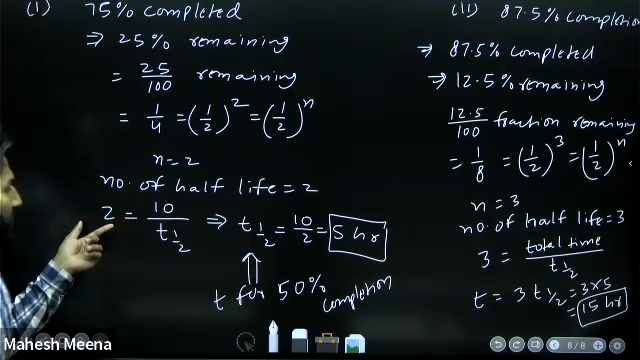 (i) 75% completed
⇒ 25% remaining
= 25/100 remaining
= 1/4 = (1/2)^2 = (1/2)^n
n=2
no. of half life = 2
2 = 10/t½ ⇒ t½ = 10/2 = 5 hr
t for 50% completion
(ii) 87.5% completion
⇒ 87.5% completed
⇒ 12.5% remaining
12.5/100 fraction remaining
= 1/8 = (1/2)^3 = (1/2)^n
n = 3
no. of half life = 3
3 = total time/t½
t = 3 t½ = 3×5
= 15 hr
Mahesh Meena
8/8